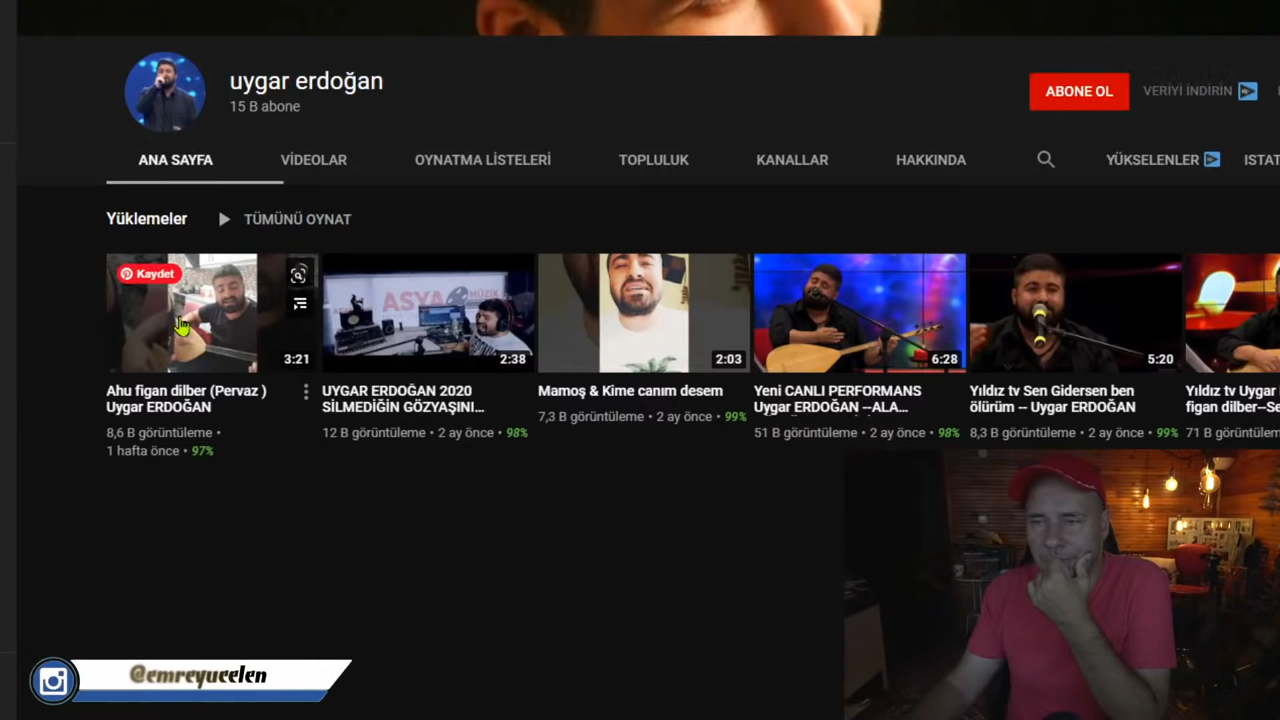 uygar erdoğan
15 B abone
ABONE OL
VERİYİ İNDİRİN
ANA SAYFA
VİDEOLAR
OYNATMA LİSTELERİ
TOPLULUK
KANALLAR
HAKKINDA
YÜKSELENLER
ISTAT
Yüklemeler
TÜMÜNÜ OYNAT
Kaydet
3:21
ASYA MÜZİK
2:38
2:03
6:28
5:20
Ahu figan dilber (Pervaz )
Uygar ERDOĞAN
8,6 B görüntüleme •
1 hafta önce • 97%
UYGAR ERDOĞAN 2020
SİLMEDİĞİN GÖZYAŞINI...
12 B görüntüleme • 2 ay önce • 98%
Mamoş & Kime canım desem
7,3 B görüntüleme • 2 ay önce • 99%
Yeni CANLI PERFORMANS
Uygar ERDOĞAN --ALA...
51 B görüntüleme • 2 ay önce • 98%
Yıldız tv Sen Gidersen ben
ölürüm -- Uygar ERDOĞAN
8,3 B görüntüleme • 2 ay önce • 99%
Yıldız tv Uygar
figan dilber--Se
71 B görüntülem
@emreyucelen